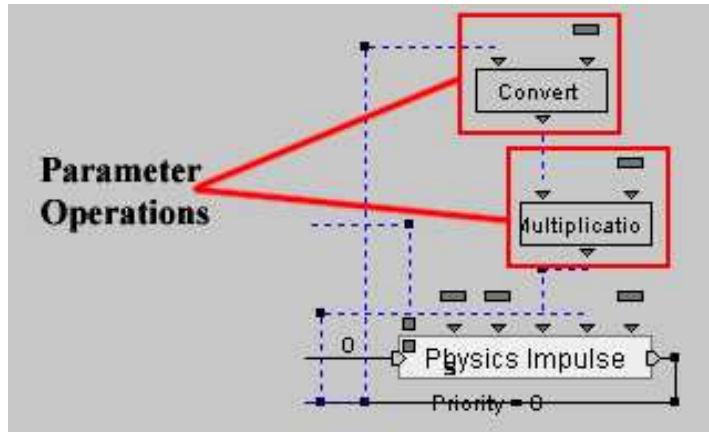 Convert
Parameter
Operations
Multiplicatio
0
Physics Impulse
S
Priority = 0